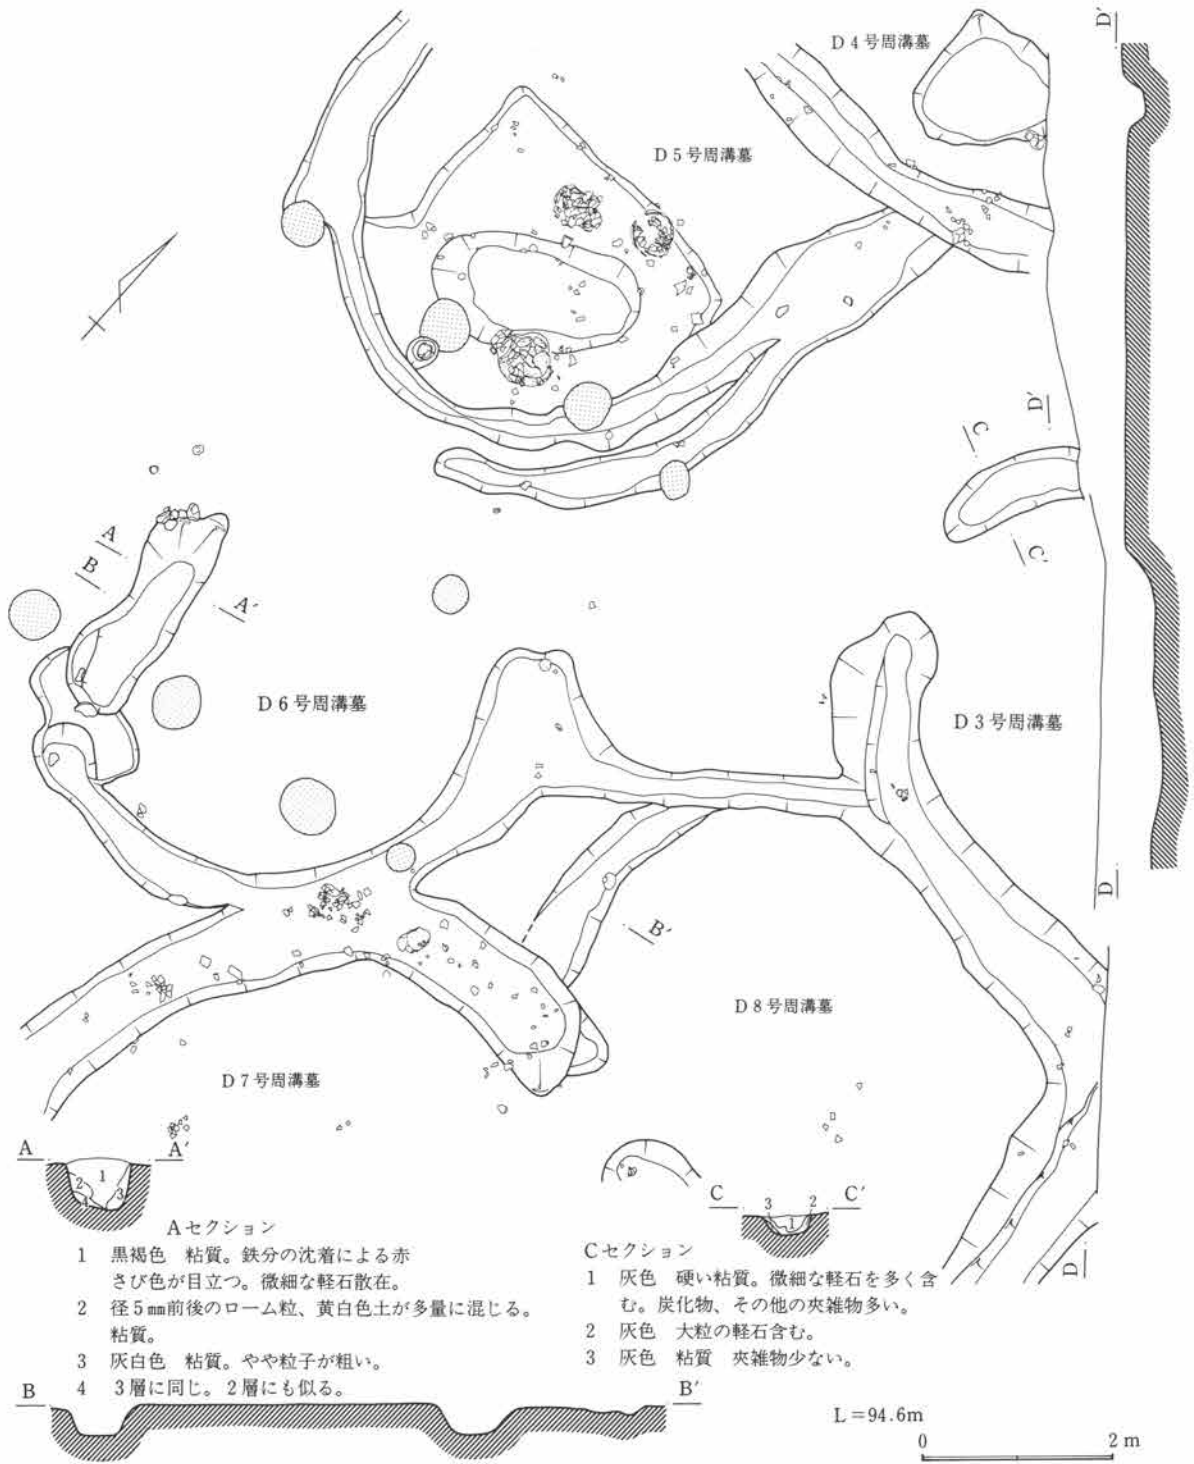 D4号周溝墓
D'
D5号周溝墓
D'
C
C'
A
B
A'
D6号周溝墓
D3号周溝墓
D
B'
D8号周溝墓
D7号周溝墓
A
A'
1
2
3
4
Aセクション
1 黒褐色 粘質。鉄分の沈着による赤
さび色が目立つ。微細な軽石散在。
2 径5㎜前後のローム粒、黄白色土が多量に混じる。
粘質。
3 灰白色 粘質。やや粒子が粗い。
4 3層に同じ。2層にも似る。
C
C'
3
2
1
Cセクション
1 灰色 硬い粘質。微細な軽石を多く含
む。炭化物、その他の夾雑物多い。
2 灰色 大粒の軽石含む。
3 灰色 粘質 夾雑物少ない。
D
B
B'
L=94.6m
0
2m